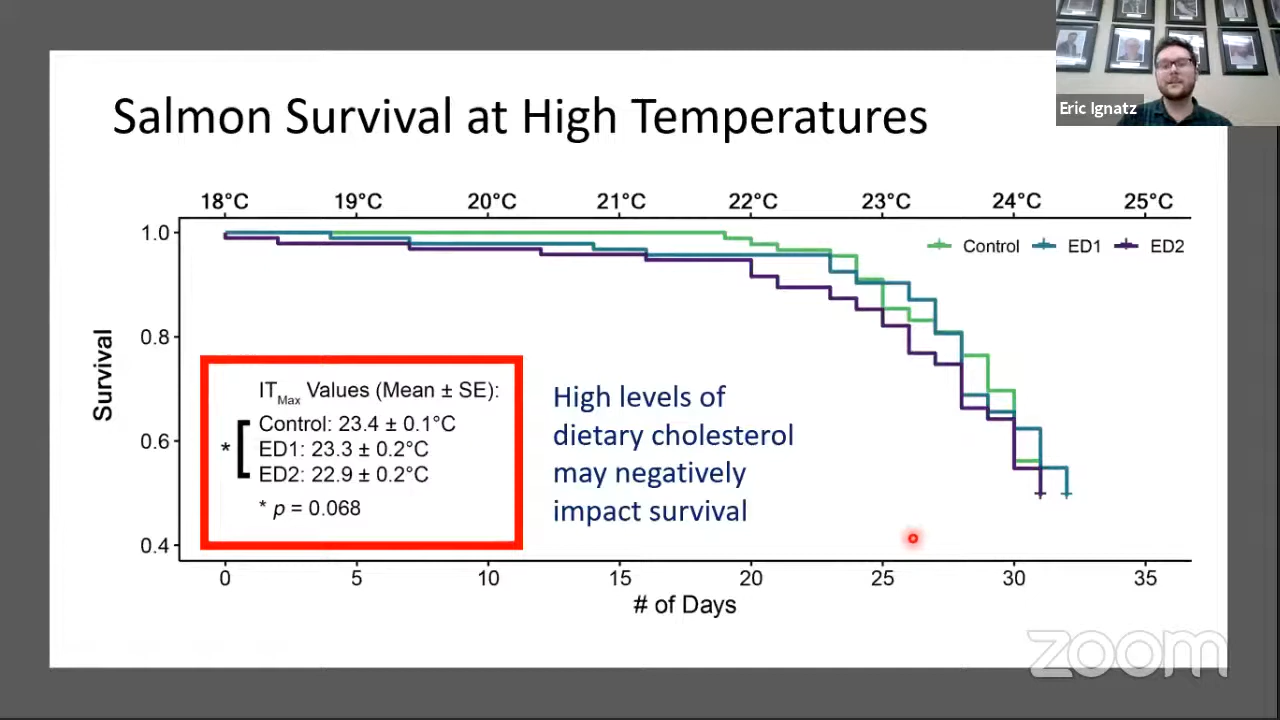 Eric Ignatz
Salmon Survival at High Temperatures
18°C 19°C 20°C 21°C 22°C 23°C 24°C 25°C
Control ED1 ED2
1.0
0.8
0.6
0.4
Survival
IT Max Values (Mean ± SE):
Control: 23.4 ± 0.1°C
* ED1: 23.3 ± 0.2°C
ED2: 22.9 ± 0.2°C
* p = 0.068
High levels of
dietary cholesterol
may negatively
impact survival
0 5 10 15 20 25 30 35
# of Days
zoom